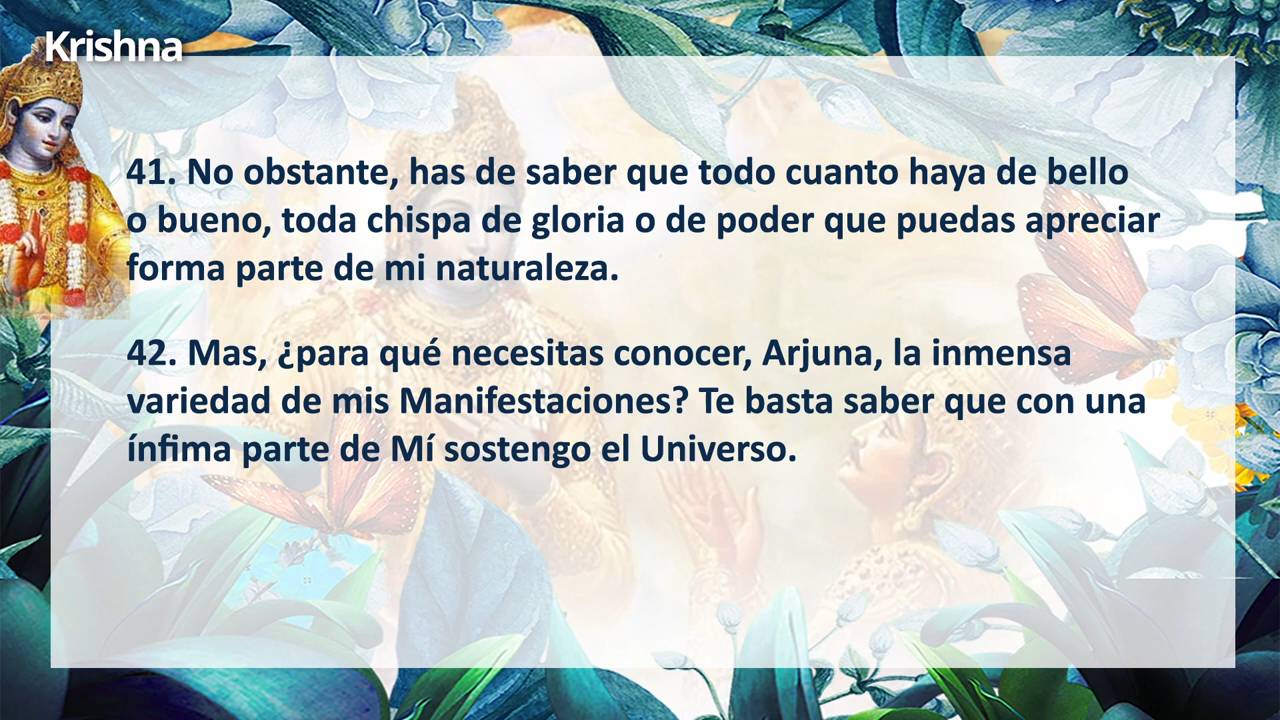 Krishna
41. No obstante, has de saber que todo cuanto haya de bello
o bueno, toda chispa de gloria o de poder que puedas apreciar
forma parte de mi naturaleza.
42. Mas, ¿para qué necesitas conocer, Arjuna, la inmensa
variedad de mis Manifestaciones? Te basta saber que con una
ínfima parte de Mí sostengo el Universo.